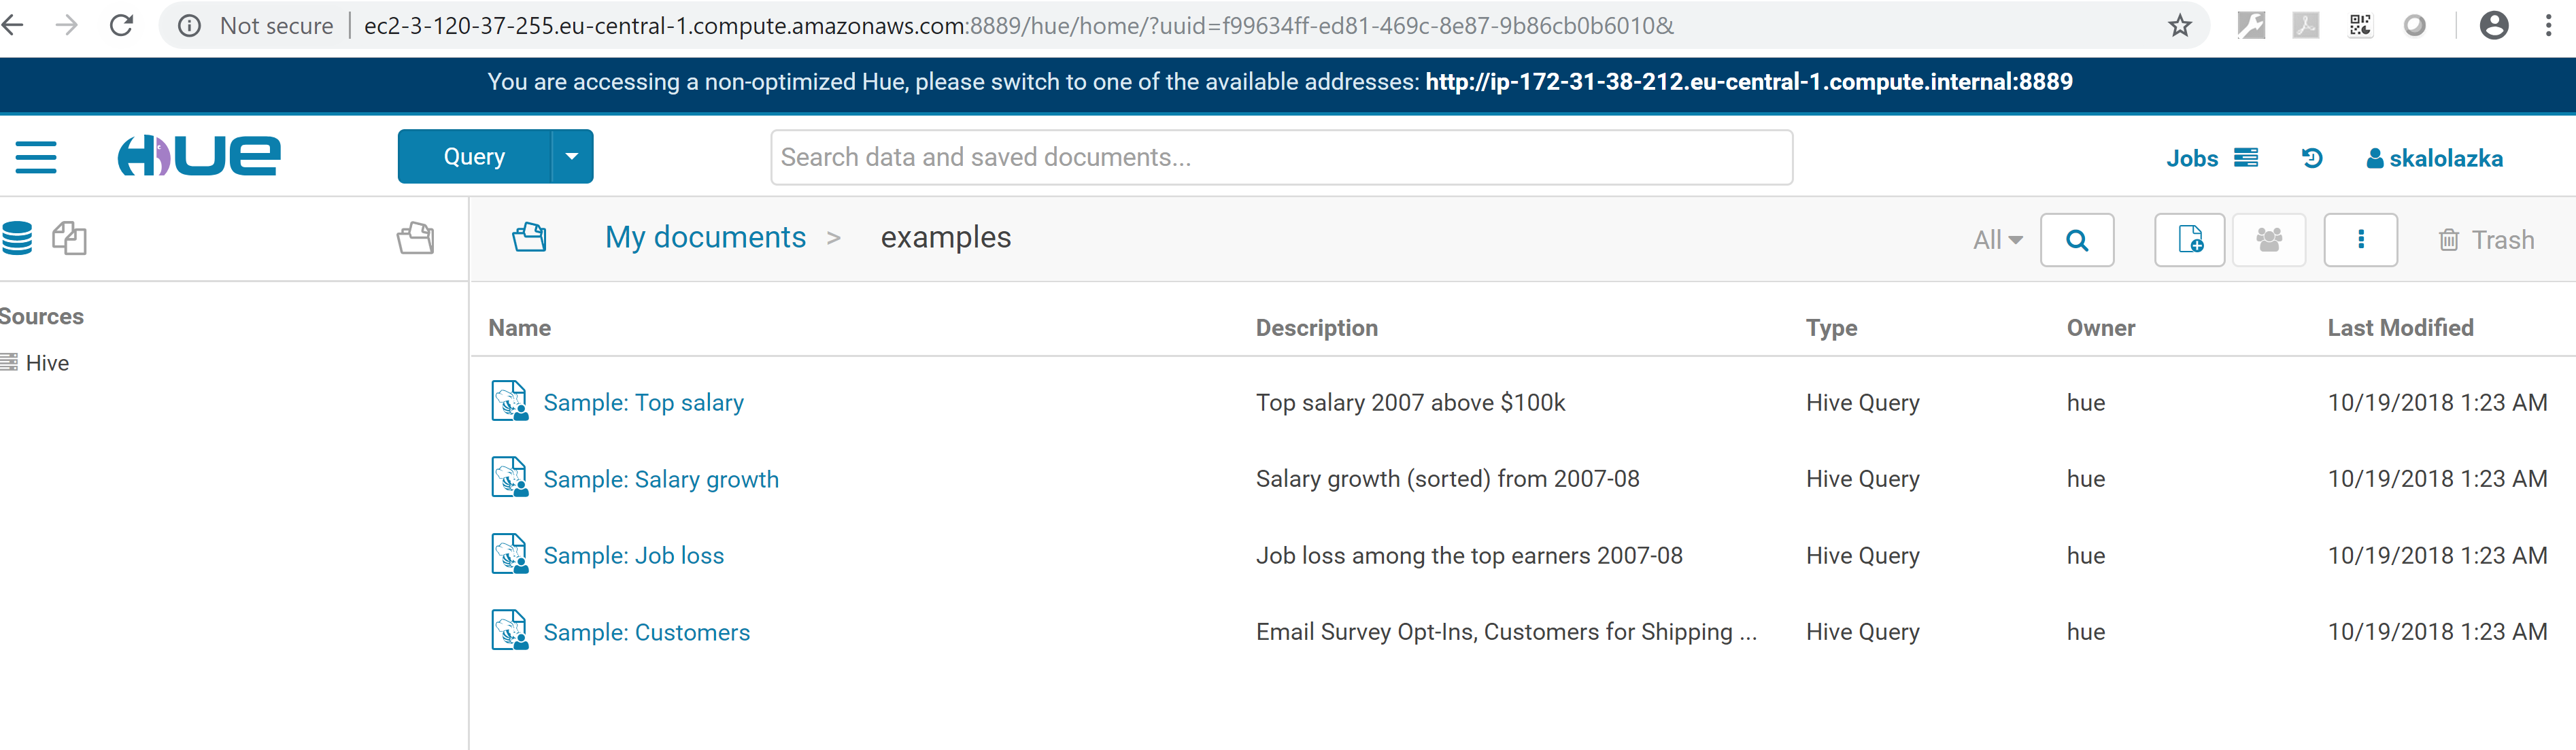 Not secure | ec2-3-120-37-255.eu-central-1.compute.amazonaws.com:8889/hue/home/?uuid=f99634ff-ed81-469c-8e87-9b86cb0b6010&
You are accessing a non-optimized Hue, please switch to one of the available addresses: http://ip-172-31-38-212.eu-central-1.compute.internal:8889
HUE Query Search data and saved documents... Jobs skalolazka
My documents > examples All Trash
Sources
Hive
Name Description Type Owner Last Modified
Sample: Top salary Top salary 2007 above $100k Hive Query hue 10/19/2018 1:23 AM
Sample: Salary growth Salary growth (sorted) from 2007-08 Hive Query hue 10/19/2018 1:23 AM
Sample: Job loss Job loss among the top earners 2007-08 Hive Query hue 10/19/2018 1:23 AM
Sample: Customers Email Survey Opt-Ins, Customers for Shipping ... Hive Query hue 10/19/2018 1:23 AM